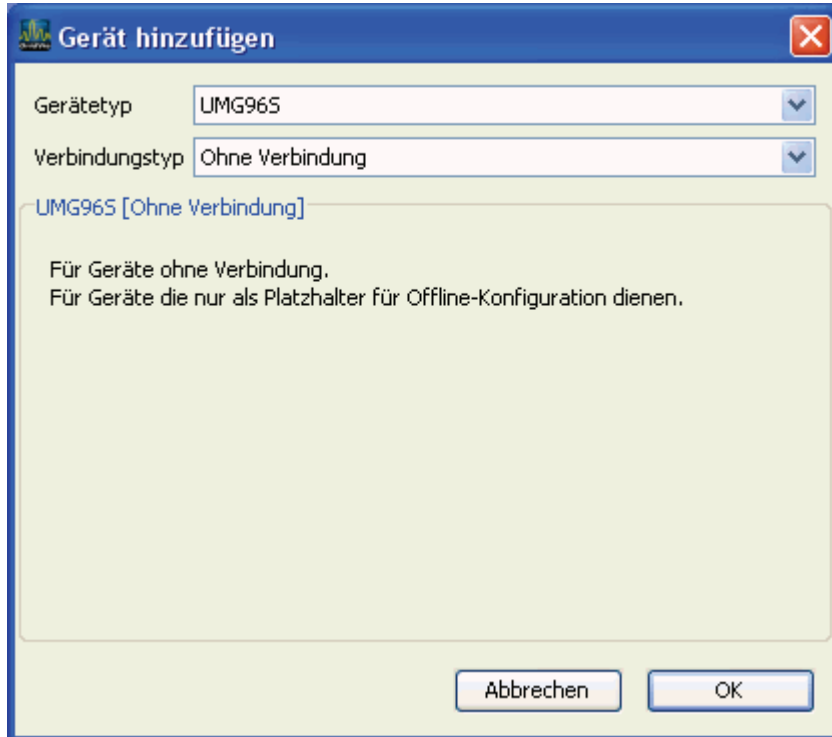 Gerät hinzufügen
Gerätetyp UMG96S
Verbindungstyp Ohne Verbindung
UMG96S [Ohne Verbindung]
Für Geräte ohne Verbindung.
Für Geräte die nur als Platzhalter für Offline-Konfiguration dienen.
Abbrechen OK